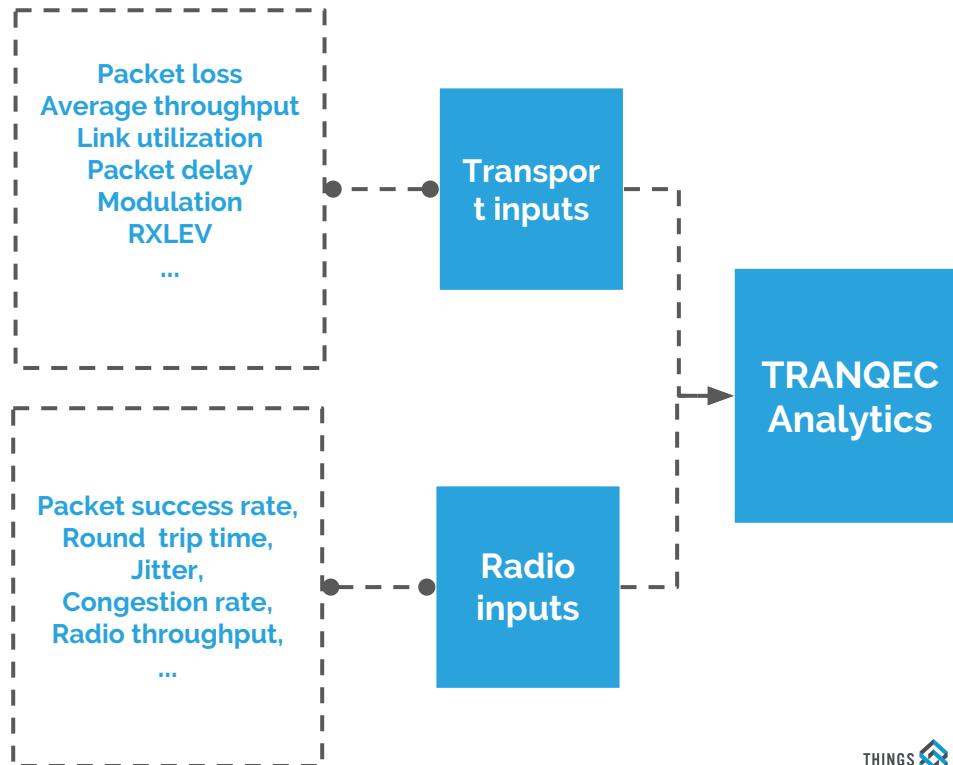 Packet loss
Average throughput
Link utilization
Packet delay
Modulation
RXLEV
...
Transpor
t inputs
TRANQEC
Analytics
Packet success rate,
Round trip time,
Jitter,
Congestion rate,
Radio throughput,
...
Radio
inputs
THINGS